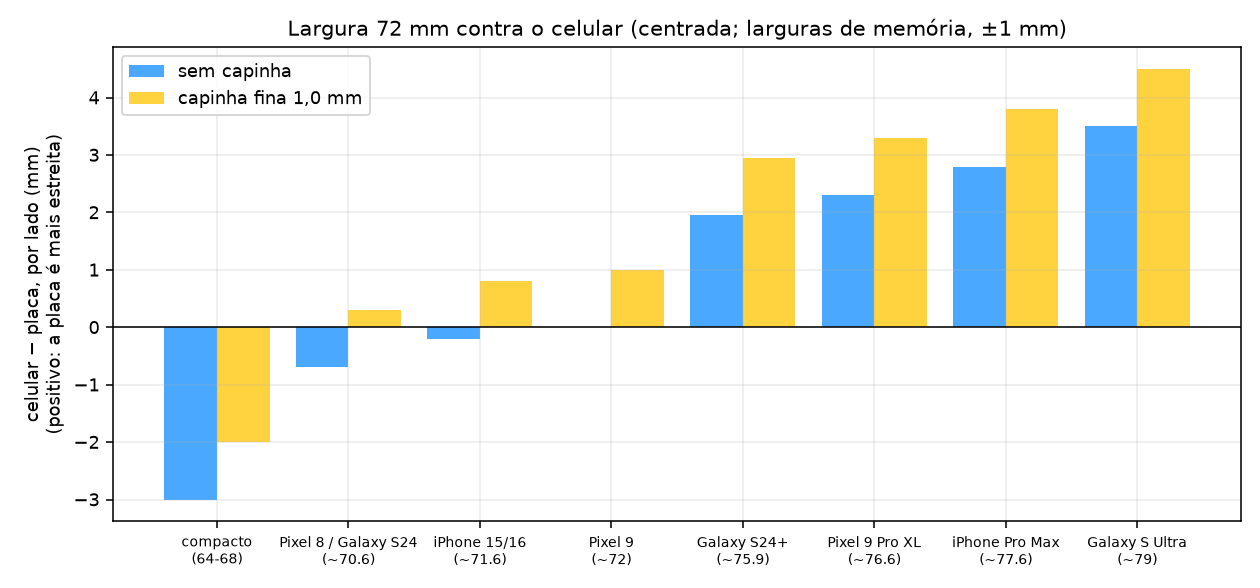 Largura 72 mm contra o celular (centrada; larguras de memória, ±1 mm)
sem capinha
capinha fina 1,0 mm
celular − placa, por lado (mm)
(positivo: a placa é mais estreita)
4
3
2
1
0
−1
−2
−3
compacto
(64-68)
Pixel 8 / Galaxy S24
(~70.6)
iPhone 15/16
(~71.6)
Pixel 9
(~72)
Galaxy S24+
(~75.9)
Pixel 9 Pro XL
(~76.6)
iPhone Pro Max
(~77.6)
Galaxy S Ultra
(~79)